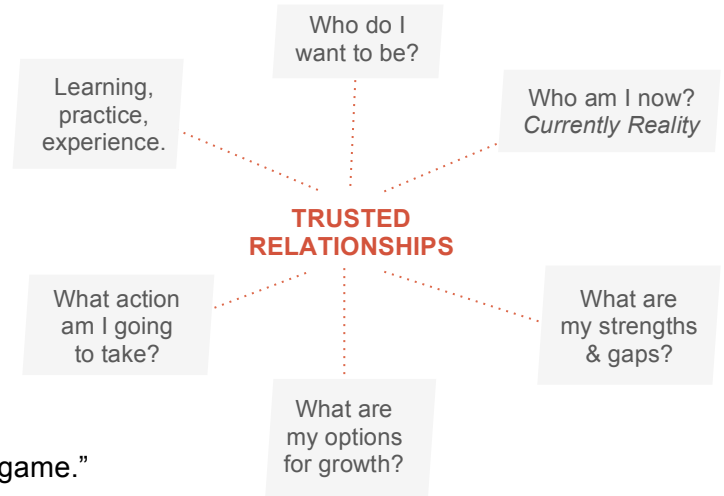 Who do I
want to be?
Learning,
practice,
experience.
Who am I now?
Currently Reality
TRUSTED
RELATIONSHIPS
What action
am I going
to take?
What are
my strengths
& gaps?
What are
my options
for growth?
game.”